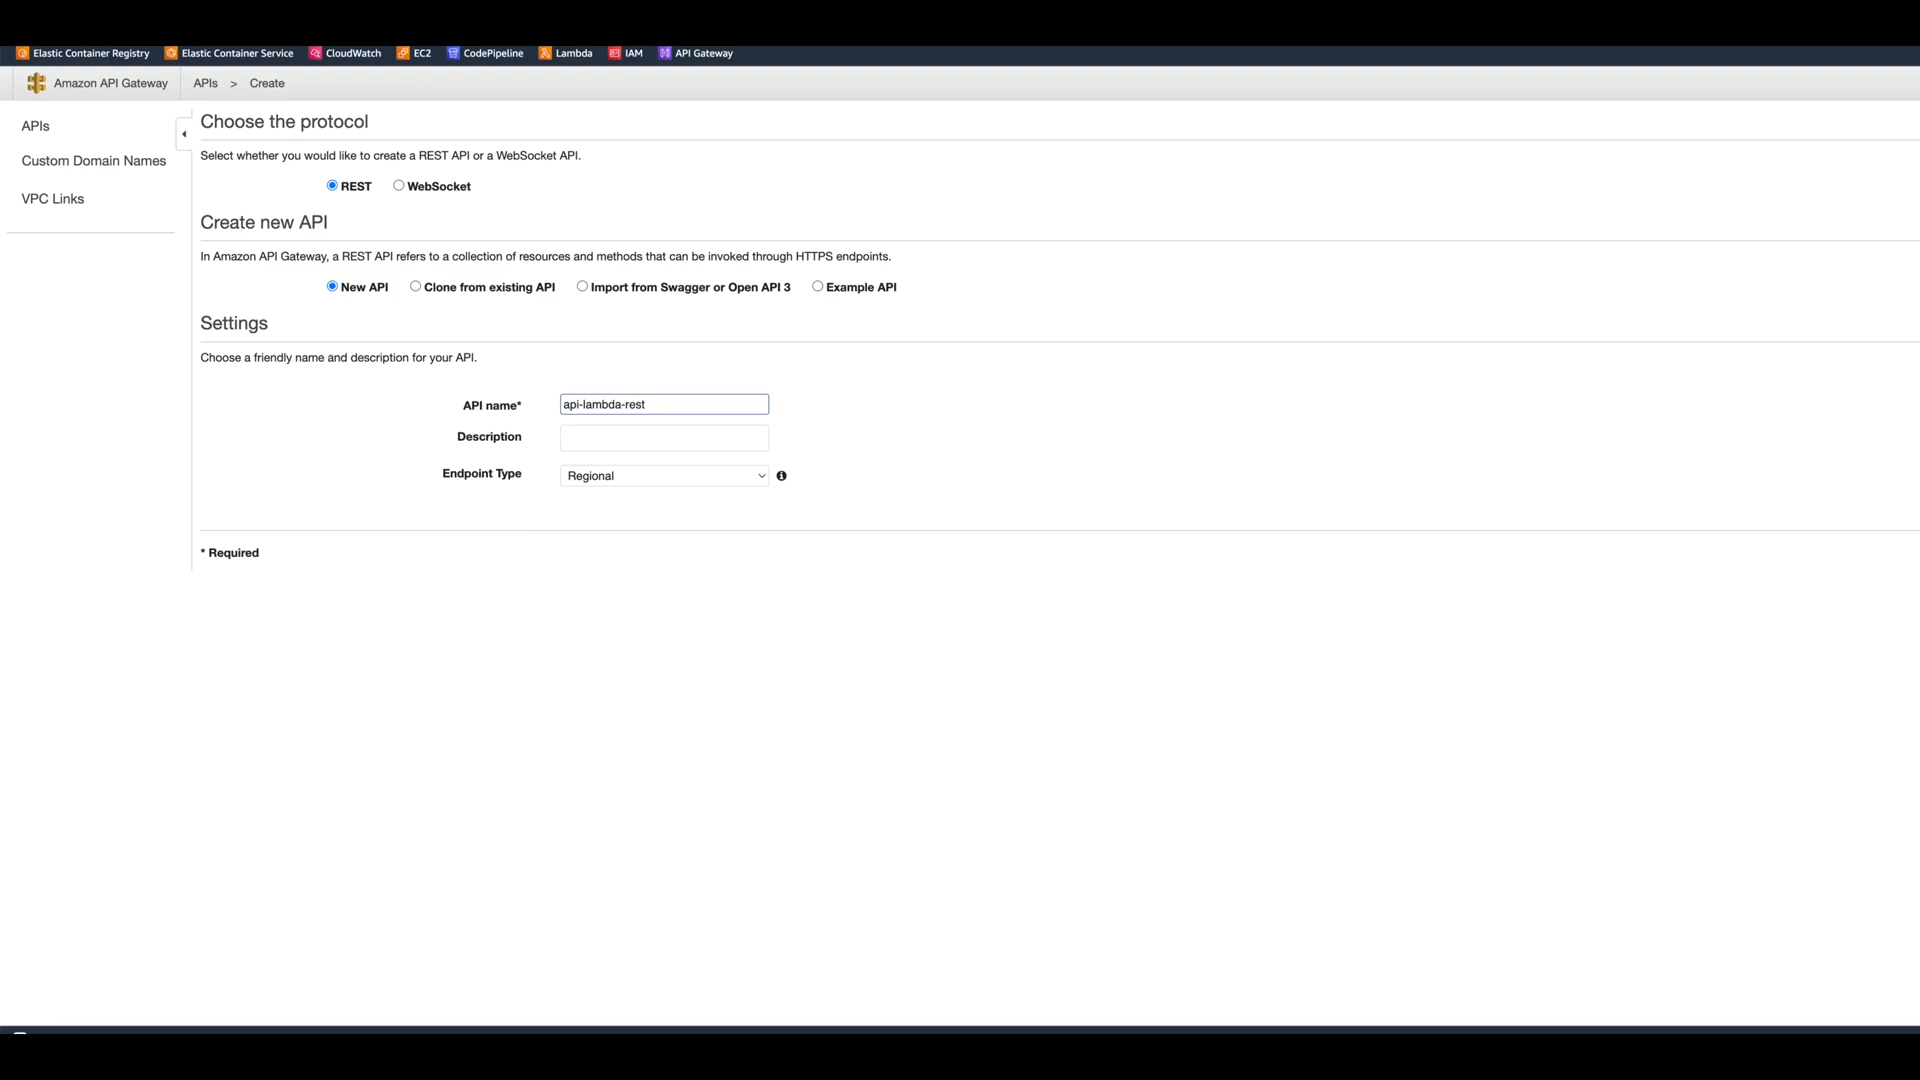 Elastic Container Registry Elastic Container Service CloudWatch EC2 CodePipeline Lambda IAM API Gateway
Amazon API Gateway APIs > Create
APIs
Custom Domain Names
VPC Links
Choose the protocol
Select whether you would like to create a REST API or a WebSocket API.
REST WebSocket
Create new API
In Amazon API Gateway, a REST API refers to a collection of resources and methods that can be invoked through HTTPS endpoints.
New API Clone from existing API Import from Swagger or Open API 3 Example API
Settings
Choose a friendly name and description for your API.
API name* api-lambda-rest
Description
Endpoint Type Regional
* Required